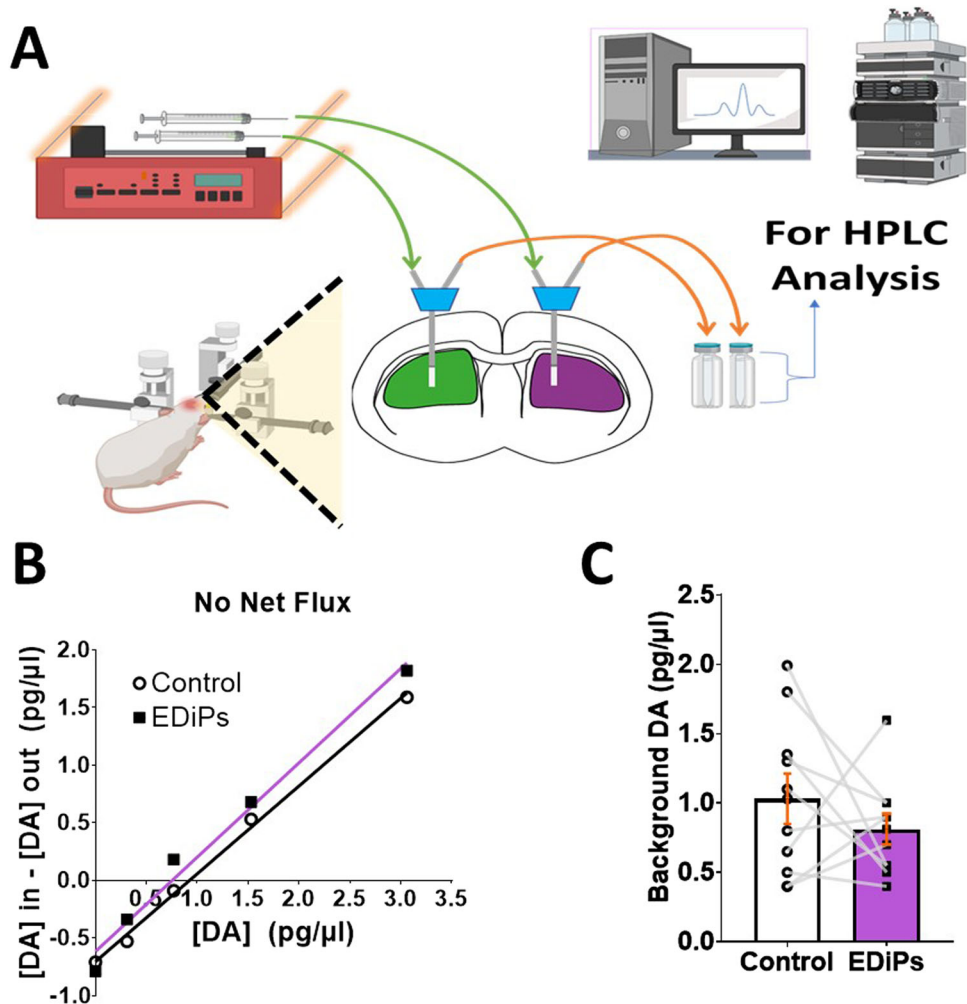 A
For HPLC
Analysis
B
No Net Flux
[DA] in - [DA] out (pg/µl)
2.0
1.5
1.0
0.5
0.0
-0.5
-1.0
Control
EDiPs
0.5
1.0
1.5
2.0
2.5
3.0
3.5
[DA] (pg/µl)
C
Background DA (pg/µl)
2.5
2.0
1.5
1.0
0.5
0.0
Control EDiPs